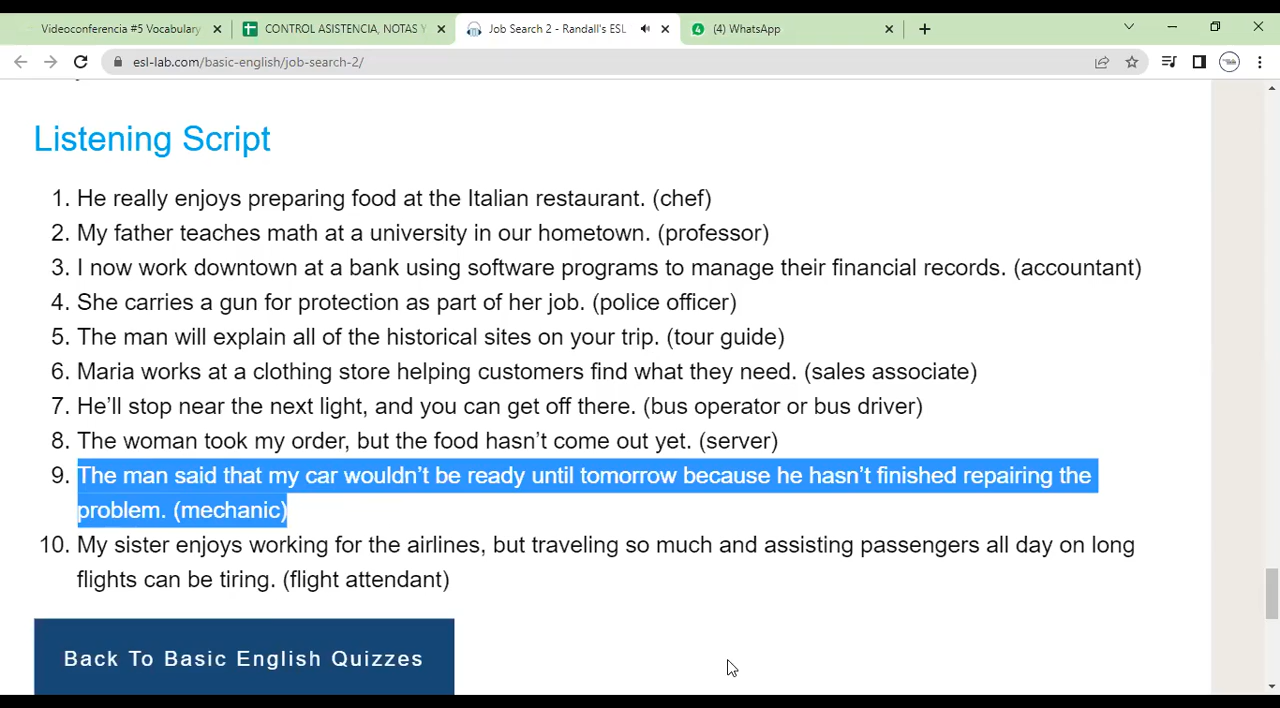 Videoconferencia #5 Vocabulary
CONTROL ASISTENCIA, NOTAS Y
Job Search 2 - Randall's ESL
4
(4) WhatsApp
esl-lab.com/basic-english/job-search-2/
Listening Script
1. He really enjoys preparing food at the Italian restaurant. (chef)
2. My father teaches math at a university in our hometown. (professor)
3. I now work downtown at a bank using software programs to manage their financial records. (accountant)
4. She carries a gun for protection as part of her job. (police officer)
5. The man will explain all of the historical sites on your trip. (tour guide)
6. Maria works at a clothing store helping customers find what they need. (sales associate)
7. He’ll stop near the next light, and you can get off there. (bus operator or bus driver)
8. The woman took my order, but the food hasn’t come out yet. (server)
9. The man said that my car wouldn’t be ready until tomorrow because he hasn’t finished repairing the
problem. (mechanic)
10. My sister enjoys working for the airlines, but traveling so much and assisting passengers all day on long
flights can be tiring. (flight attendant)
Back To Basic English Quizzes